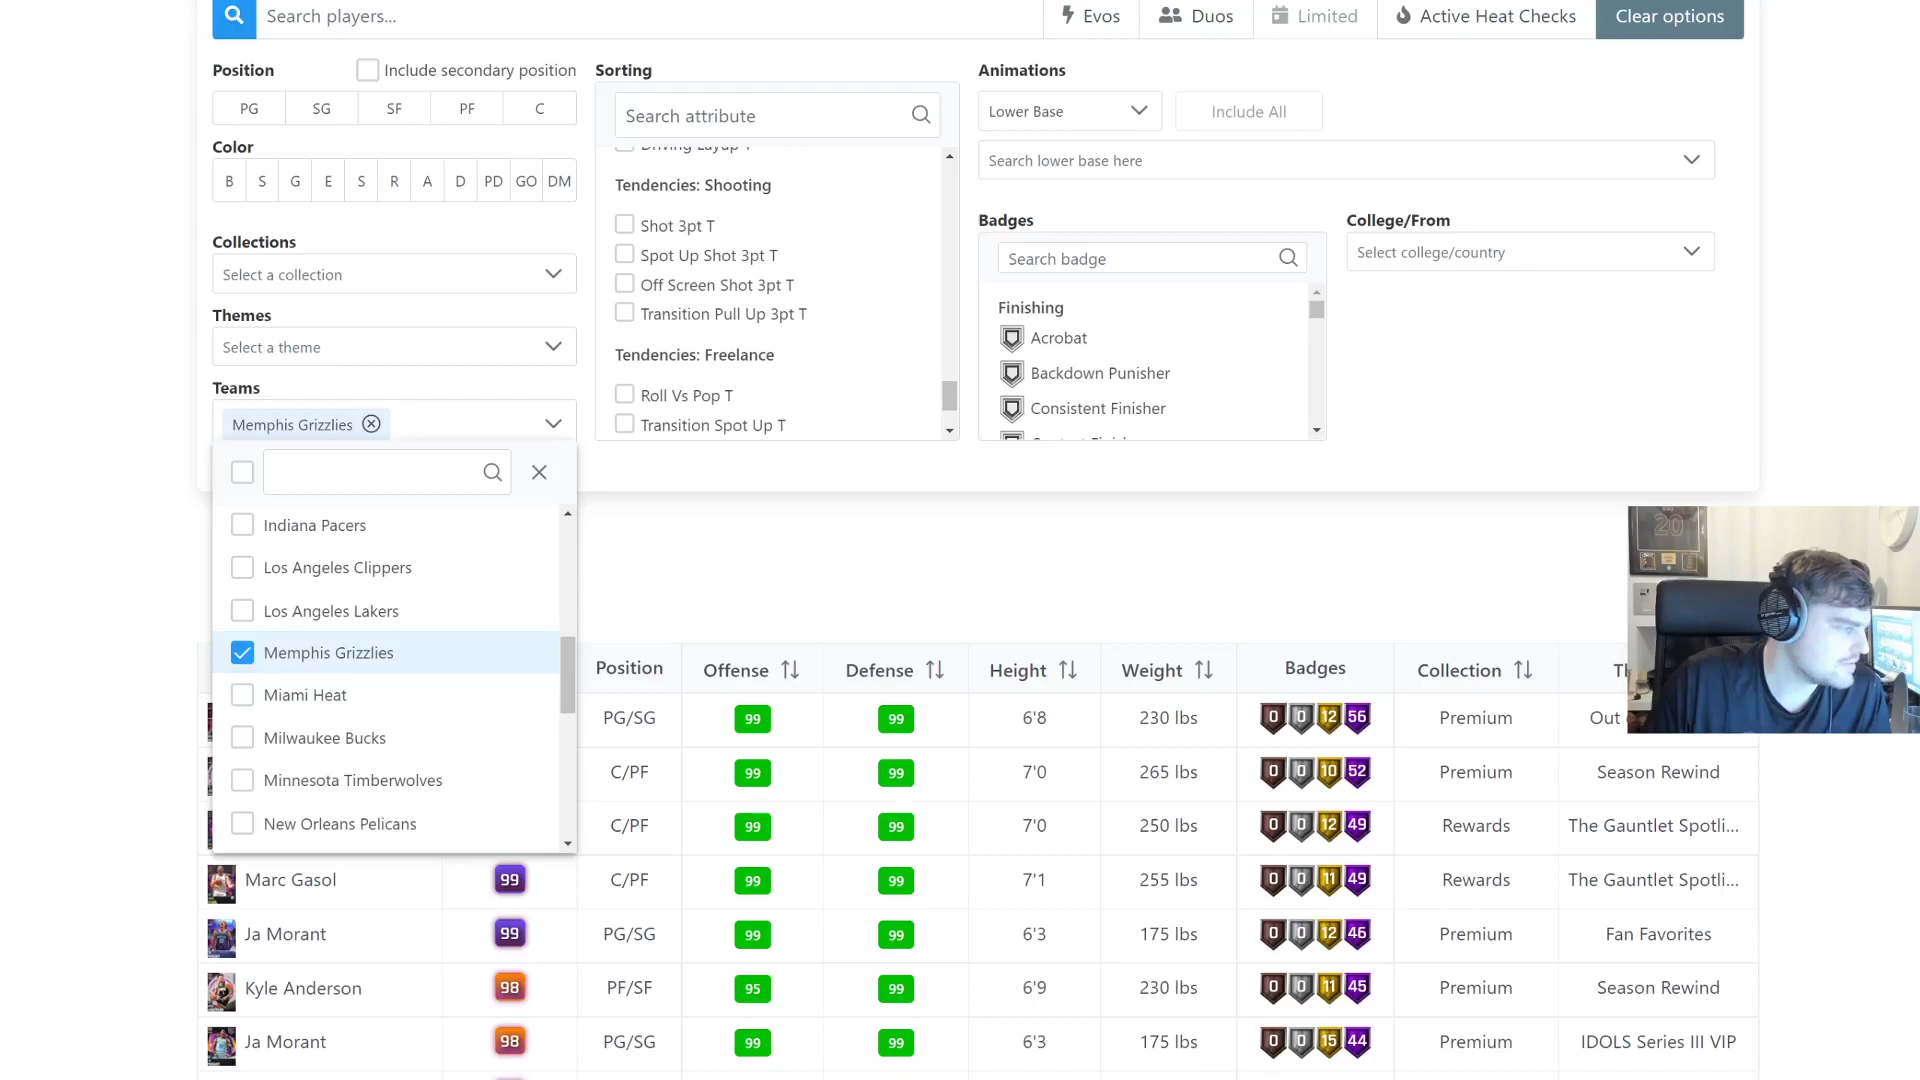 Search players...
Evos
Duos
Limited
Active Heat Checks
Clear options
Position
Include secondary position
PG SG SF PF C
Color
B S G E S R A D PD GO DM
Collections
Select a collection
Themes
Select a theme
Teams
Memphis Grizzlies
Indiana Pacers
Los Angeles Clippers
Los Angeles Lakers
Memphis Grizzlies
Miami Heat
Milwaukee Bucks
Minnesota Timberwolves
New Orleans Pelicans
Sorting
Search attribute
Driving Layup T
Tendencies: Shooting
Shot 3pt T
Spot Up Shot 3pt T
Off Screen Shot 3pt T
Transition Pull Up 3pt T
Tendencies: Freelance
Roll Vs Pop T
Transition Spot Up T
Animations
Lower Base
Include All
Search lower base here
Badges
Search badge
Finishing
Acrobat
Backdown Punisher
Consistent Finisher
College/From
Select college/country
20
Position Offense Defense Height Weight Badges Collection Th
PG/SG 99 99 6'8 230 lbs 0 0 12 56 Premium Out
C/PF 99 99 7'0 265 lbs 0 0 10 52 Premium Season Rewind
C/PF 99 99 7'0 250 lbs 0 0 12 49 Rewards The Gauntlet Spotli...
Marc Gasol 99 C/PF 99 99 7'1 255 lbs 0 0 11 49 Rewards The Gauntlet Spotli...
Ja Morant 99 PG/SG 99 99 6'3 175 lbs 0 0 12 46 Premium Fan Favorites
Kyle Anderson 98 PF/SF 95 99 6'9 230 lbs 0 0 11 45 Premium Season Rewind
Ja Morant 98 PG/SG 99 99 6'3 175 lbs 0 0 15 44 Premium IDOLS Series III VIP